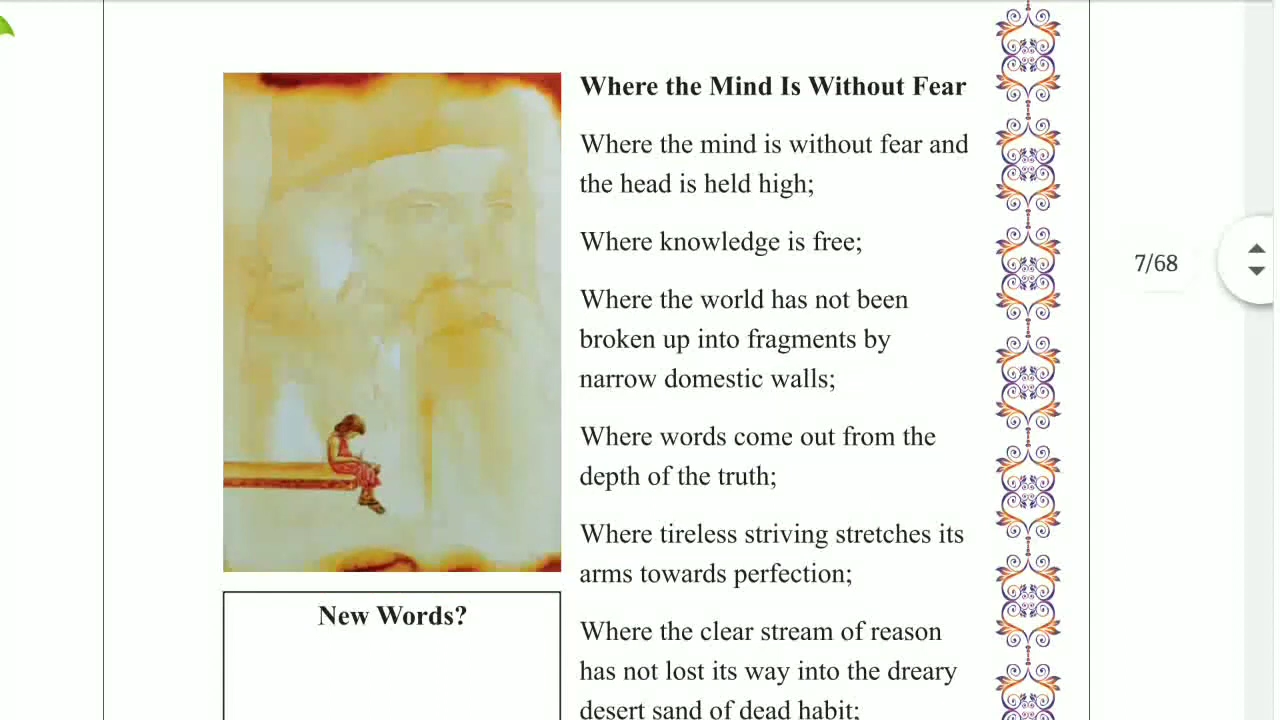 Where the Mind Is Without Fear
Where the mind is without fear and
the head is held high;
Where knowledge is free;
Where the world has not been
broken up into fragments by
narrow domestic walls;
Where words come out from the
depth of the truth;
Where tireless striving stretches its
arms towards perfection;
Where the clear stream of reason
has not lost its way into the dreary
desert sand of dead habit;
New Words?
7/68